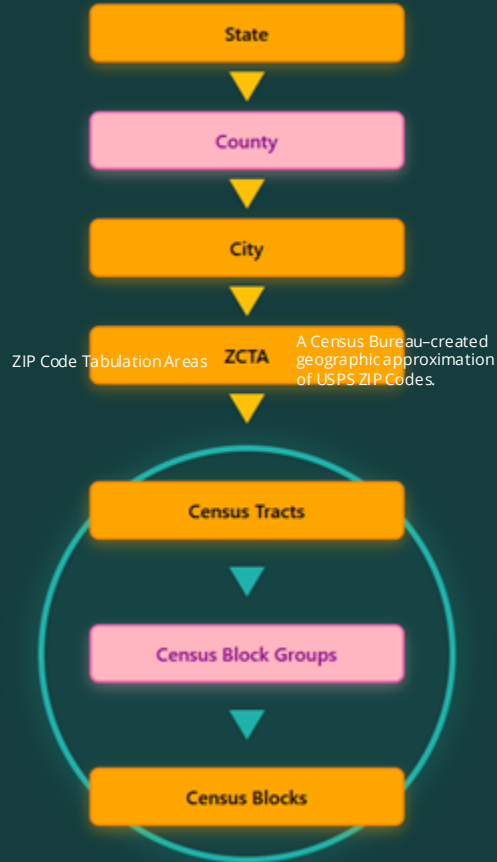 State
County
City
ZIP Code Tabulation Areas
ZCTA
A Census Bureau–created
geographic approximation
of USPS ZIP Codes.
Census Tracts
Census Block Groups
Census Blocks